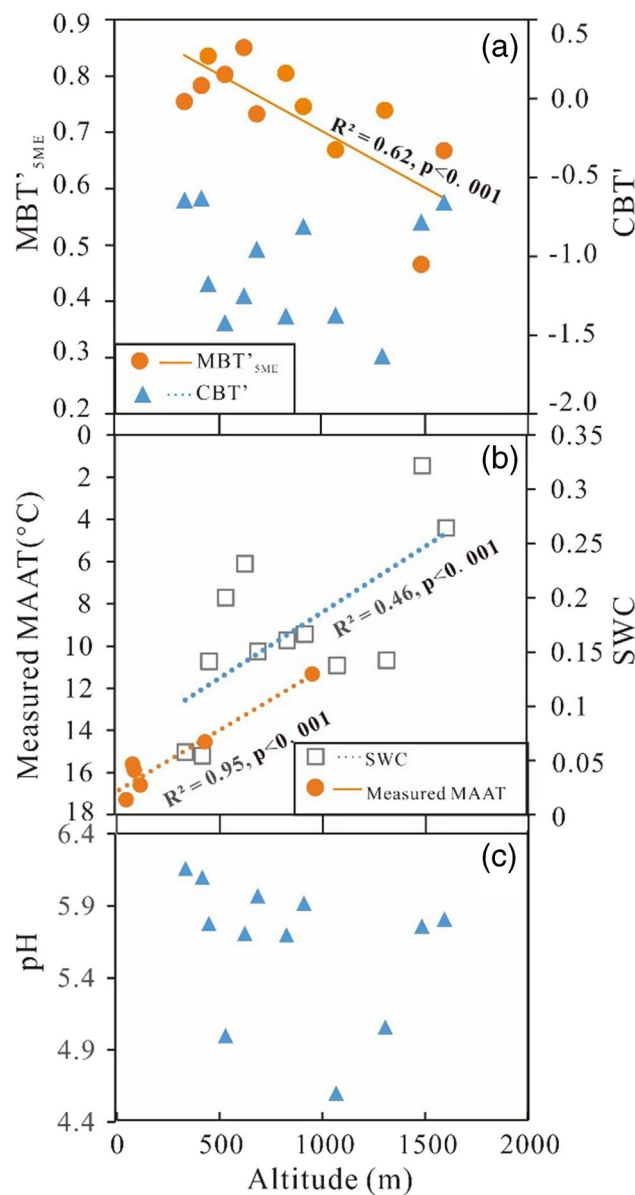 (a)
0.9
0.8
0.7
0.6
0.5
0.4
0.3
0.2
MBT’5ME
0.5
0.0
-0.5
-1.0
-1.5
-2.0
CBT'
R² = 0.62, p<0. 001
MBT’5ME
CBT’
(b)
0
2
4
6
8
10
12
14
16
18
Measured MAAT(°C)
0.35
0.3
0.25
0.2
0.15
0.1
0.05
0
SWC
R² = 0.46, p<0. 001
R² = 0.95, p<0. 001
SWC
Measured MAAT
(c)
6.4
5.9
5.4
4.9
4.4
pH
0 500 1000 1500 2000
Altitude (m)